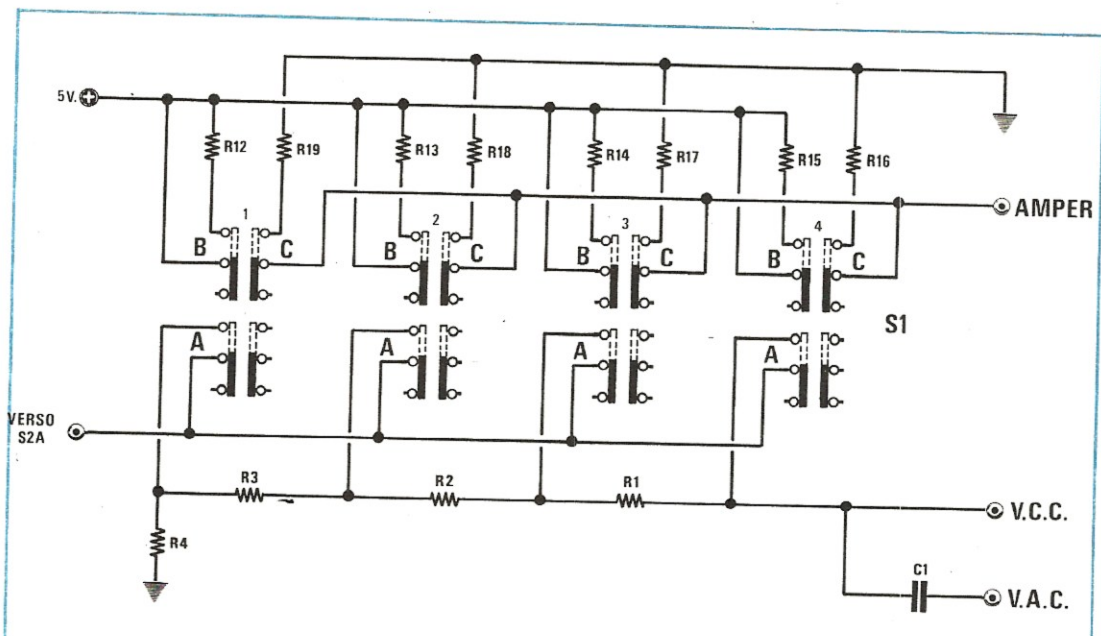 5V.
R12
R19
R13
R18
R14
R17
R15
R16
AMPER
1
2
3
4
B
C
B
C
B
C
B
C
S1
A
A
A
A
VERSO
S2A
R3
R2
R1
R4
V.C.C.
C1
V.A.C.